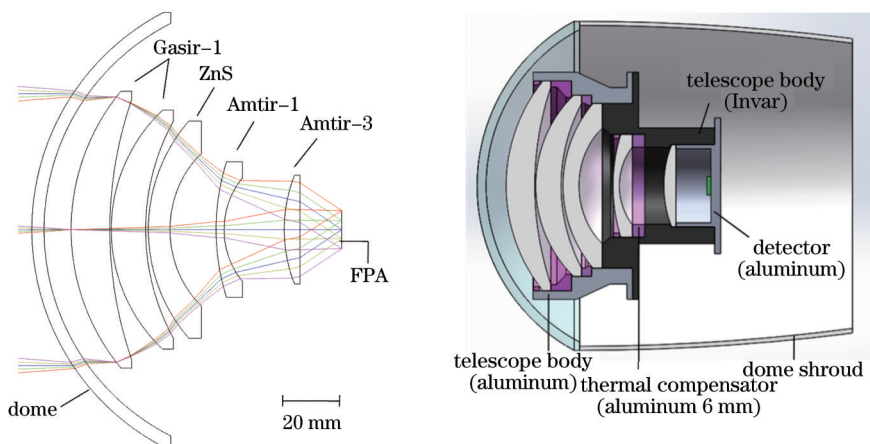 Gasir-1
ZnS
Amtir-1
Amtir-3
FPA
dome
20 mm
telescope body
(Invar)
detector
(aluminum)
telescope body
(aluminum)
thermal compensator
(aluminum 6 mm)
dome shroud